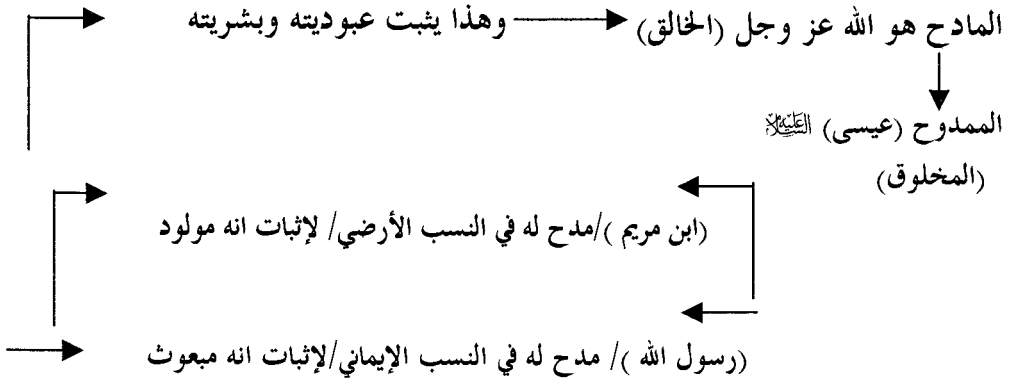 المادح هو الله عز وجل (الخالق) وهذا يثبت عبوديته وبشريته
الممدوح (عيسى) عليه السلام
(المخلوق)
(ابن مريم )/مدح له في النسب الأرضي/ لإثبات انه مولود
(رسول الله )/ مدح له في النسب الإيماني/لإثبات انه مبعوث